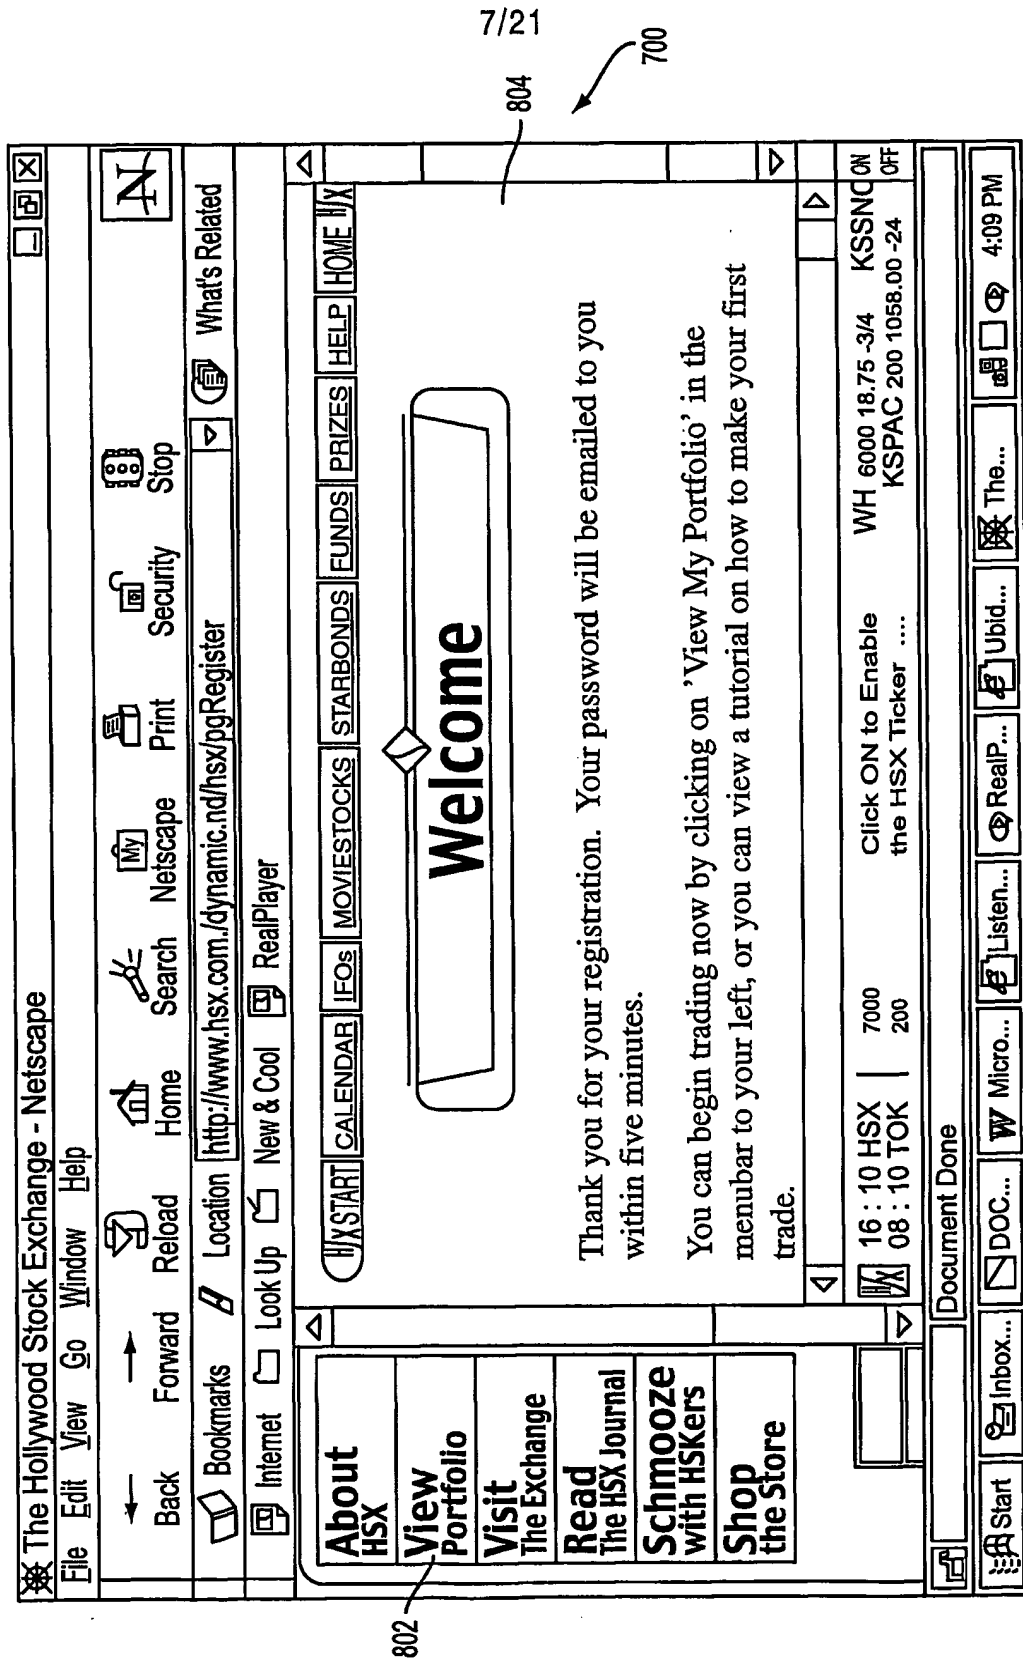 7/21
The Hollywood Stock Exchange - Netscape
File Edit View Go Window Help
Back Forward Reload Home Search Netscape Print Security Stop
My
N
Bookmarks Location http://www.hsx.com./dynamic.nd/hsx/pgRegister What's Related
Internet Look Up New & Cool RealPlayer
About
HSX
View
Portfolio
Visit
The Exchange
Read
The HSX Journal
Schmooze
with HSKers
Shop
the Store
H/X START CALENDAR IFOs MOVIESTOCKS STARBONDS FUNDS PRIZES HELP HOME H/X
Welcome
Thank you for your registration. Your password will be emailed to you
within five minutes.
You can begin trading now by clicking on 'View My Portfolio' in the
menubar to your left, or you can view a tutorial on how to make your first
trade.
H/X 16:10 HSX | 7000 Click ON to Enable WH 6000 18.75 -3/4 KSSNC ON
08:10 TOK | 200 the HSX Ticker .... KSPAC 200 1058.00 -24 OFF
Document Done
Start Inbox... DOC... W Micro... Listen... RealP... Ubid... The... 4:09 PM
802
804
700